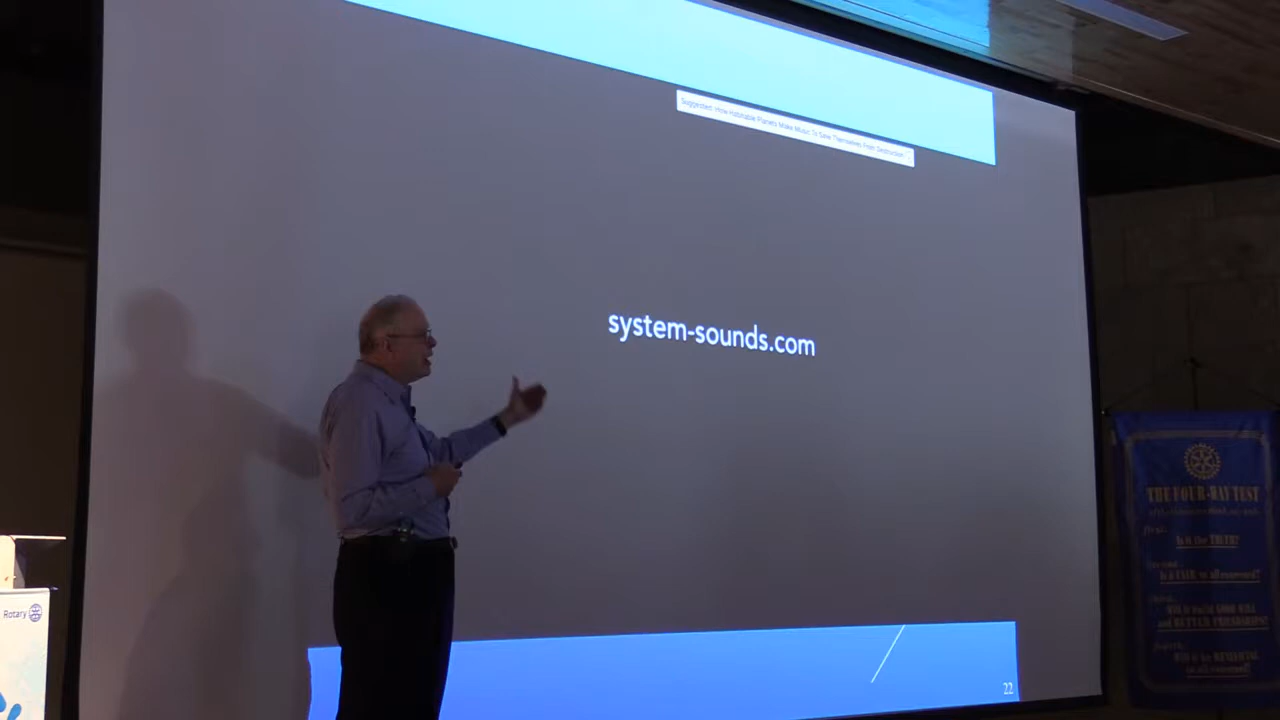 Suggested: How Habitable Planets Make Music To Save Themselves From Destruction
system-sounds.com
22
Rotary
THE FOUR-WAY TEST
Is it the TRUTH?
Is it FAIR to all concerned?
Will it build GOOD WILL
and BETTER FRIENDSHIPS?
Will it be BENEFICIAL
to all concerned?